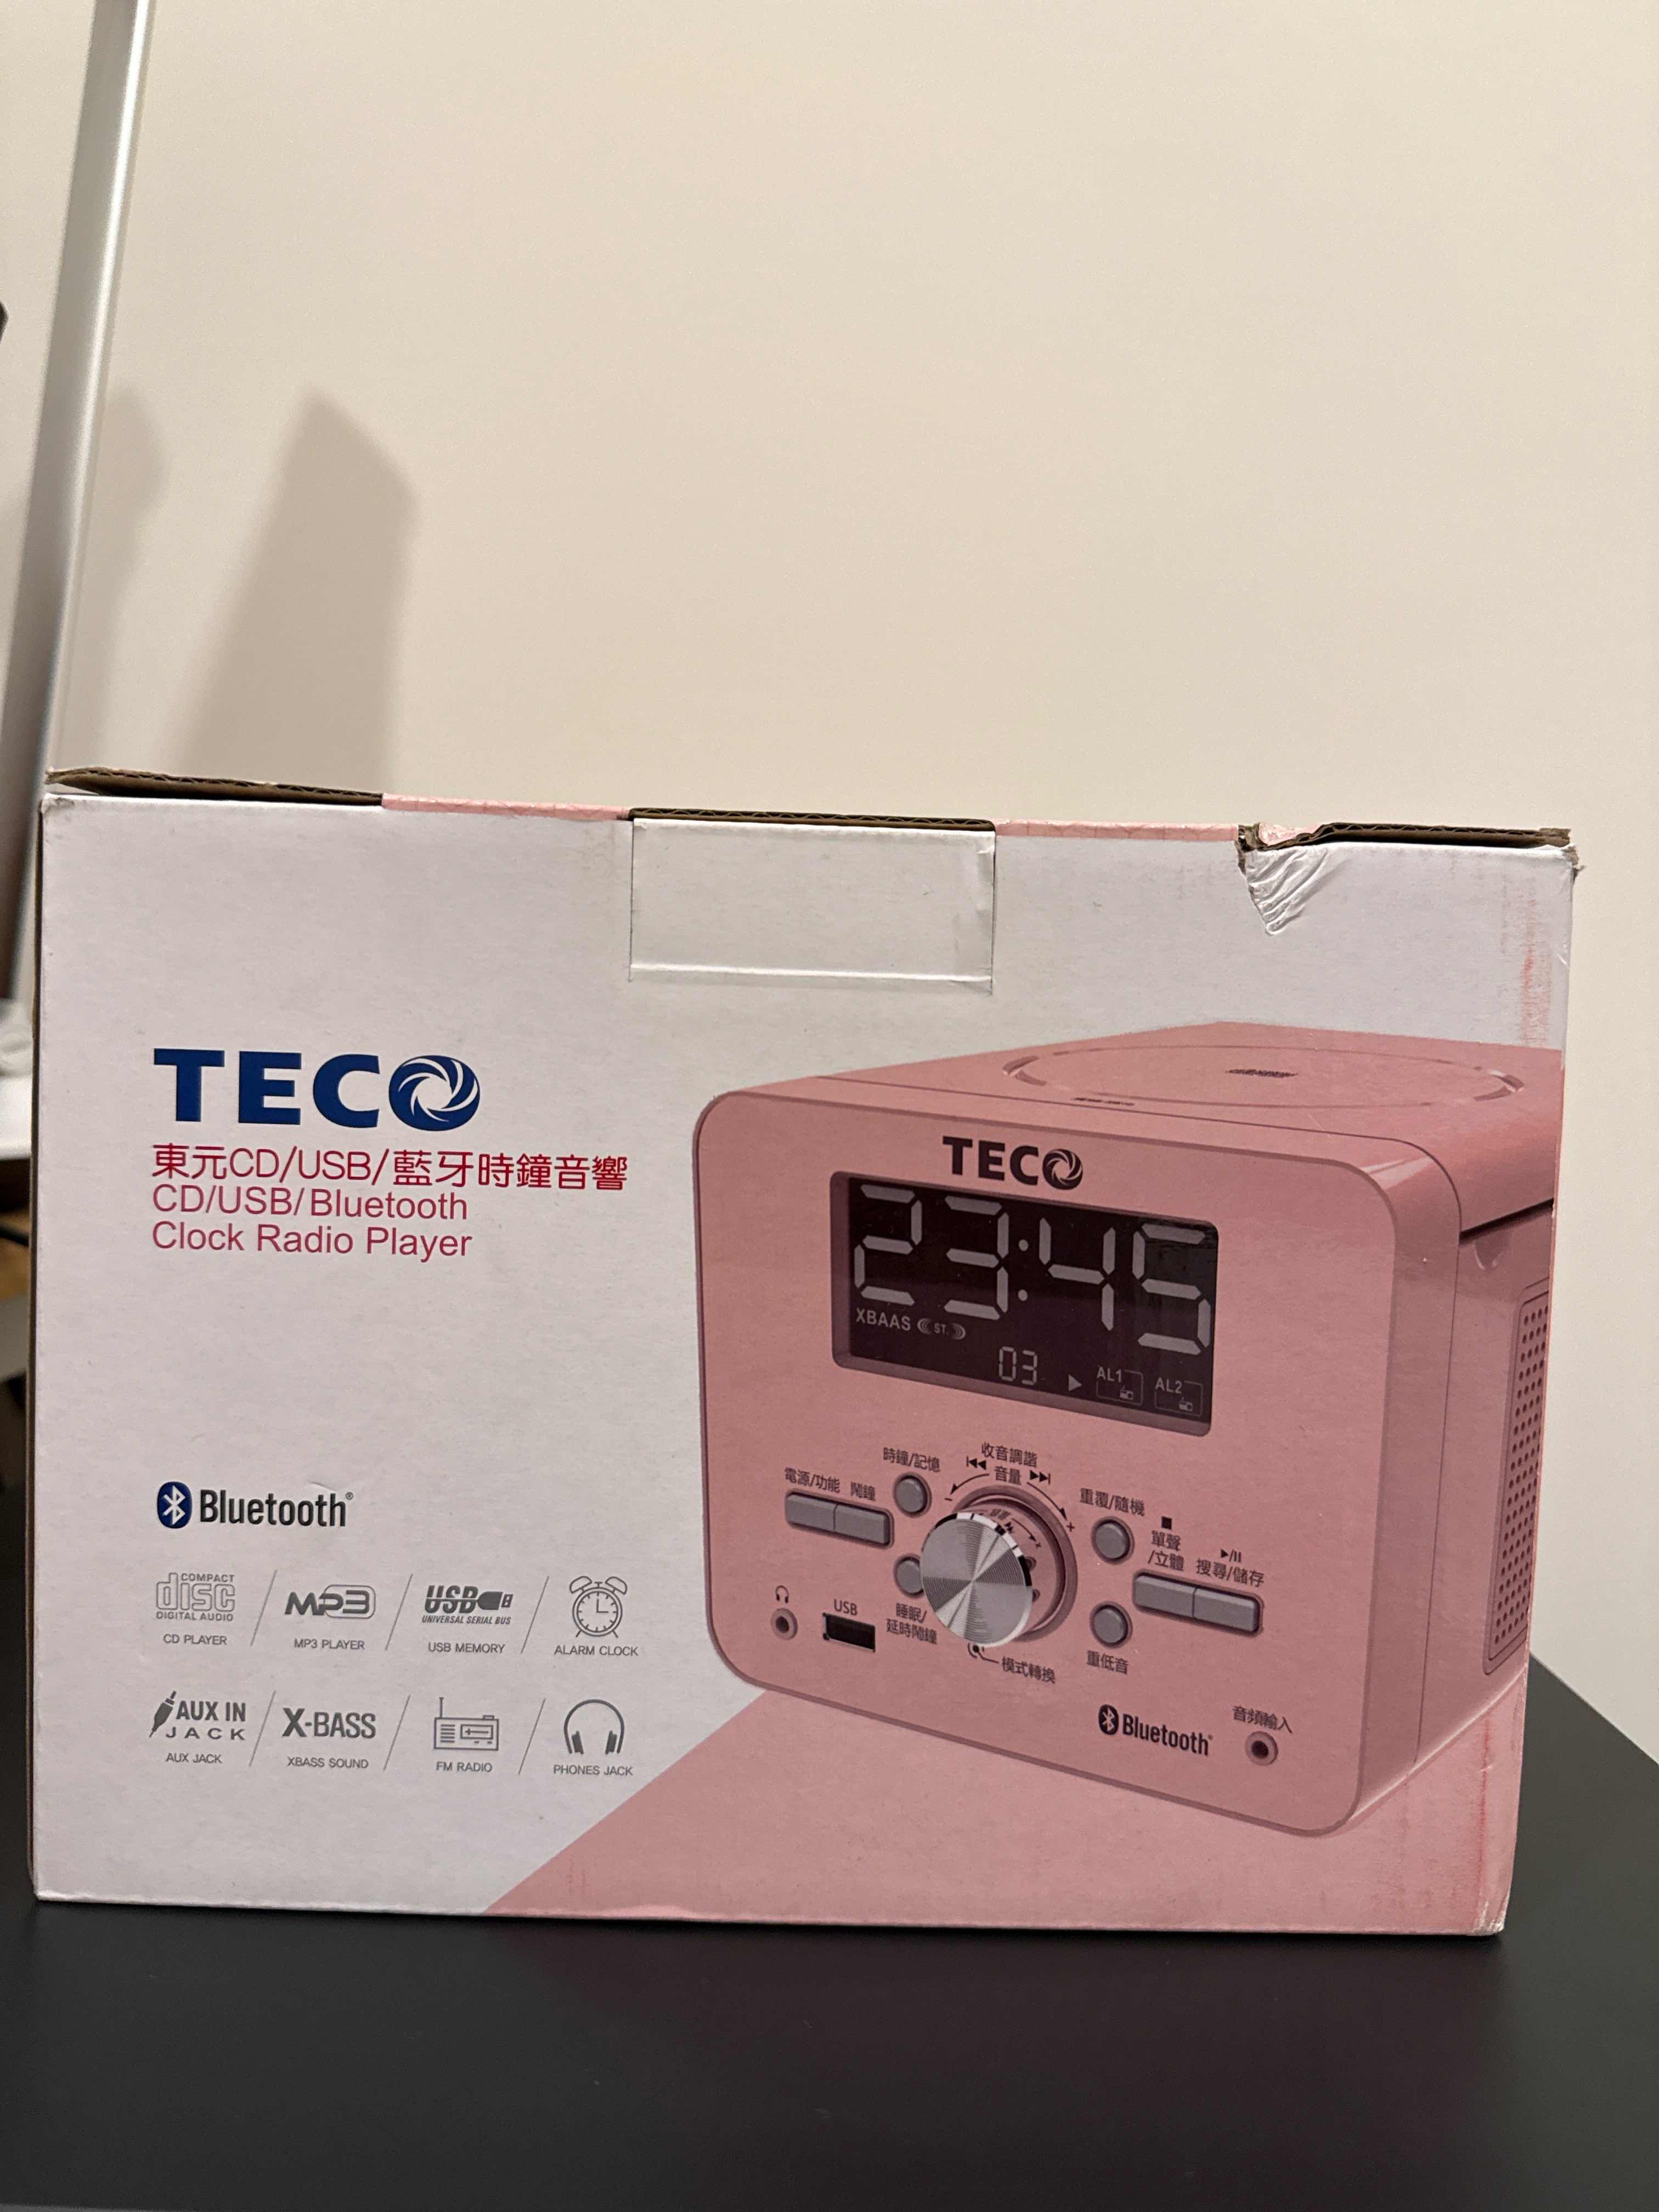 TECO
東元CD/USB/藍牙時鐘音響
CD/USB/Bluetooth
Clock Radio Player
Bluetooth®
COMPACT
disc
DIGITAL AUDIO
CD PLAYER
MP3
MP3 PLAYER
USB
UNIVERSAL SERIAL BUS
USB MEMORY
ALARM CLOCK
AUX IN
JACK
AUX JACK
X-BASS
XBASS SOUND
FM RADIO
PHONES JACK
TECO
23:45
XBAAS ST.
03 AL1 AL2
收音調諧
音量
時鐘/記憶
電源/功能 鬧鐘
重覆/隨機
單聲
/立體
搜尋/儲存
USB
睡眠/
延時鬧鐘
模式轉換
重低音
Bluetooth®
音頻輸入